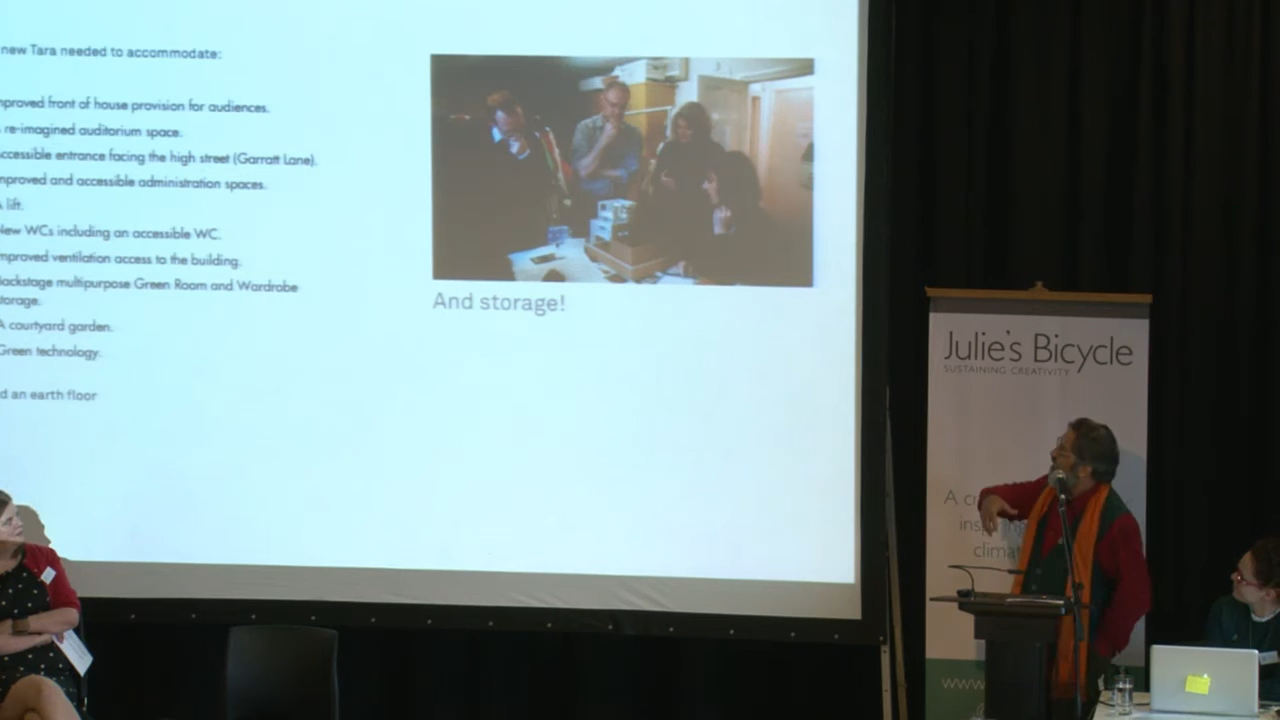 new Tara needed to accommodate:
mproved front of house provision for audiences.
re-imagined auditorium space.
ccessible entrance facing the high street (Garratt Lane).
mproved and accessible administration spaces.
lift.
New WCs including an accessible WC.
mproved ventilation access to the building.
ackstage multipurpose Green Room and Wardrobe
torage.
A courtyard garden.
Green technology.
d an earth floor
And storage!
Julie's Bicycle
SUSTAINING CREATIVITY
A c
ins
climat
www